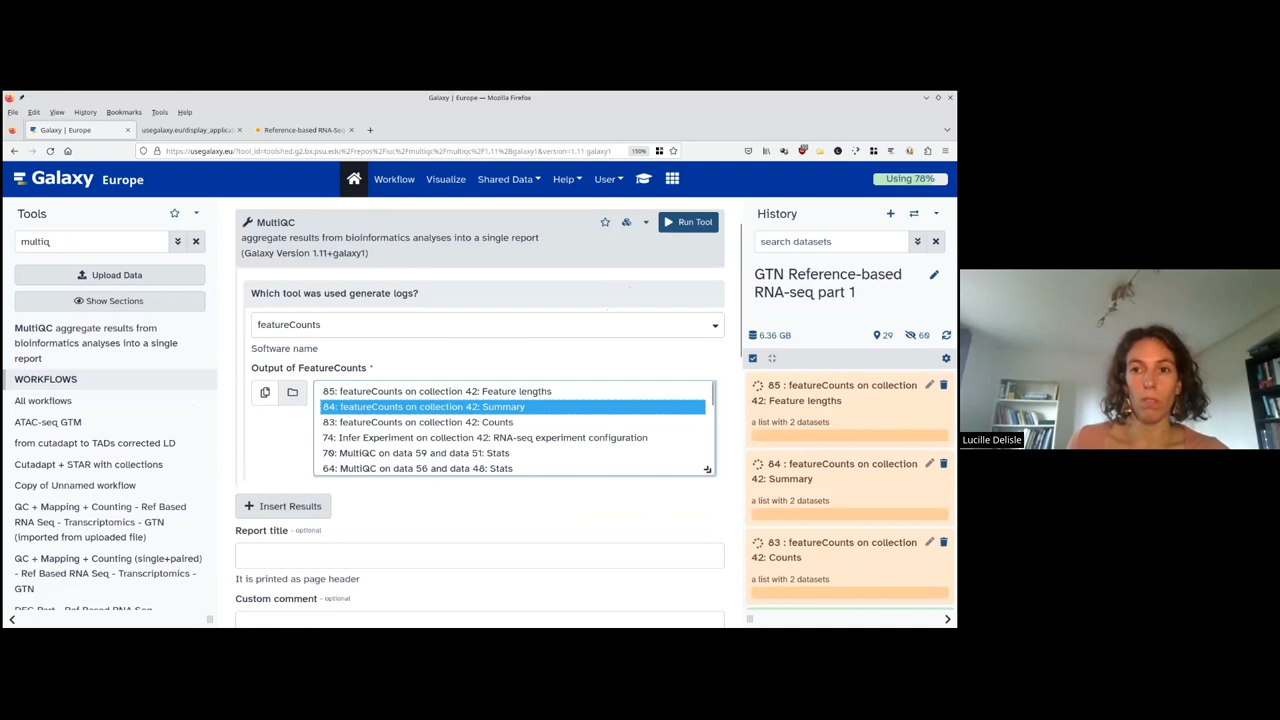 Galaxy | Europe — Mozilla Firefox
File Edit View History Bookmarks Tools Help
Galaxy | Europe
usegalaxy.eu/display_applicat
Reference-based RNA-Seq
150%
Galaxy Europe
Workflow Visualize Shared Data Help User
Using 78%
Tools
multiq
Upload Data
Show Sections
MultiQC aggregate results from
bioinformatics analyses into a single
report
WORKFLOWS
All workflows
ATAC-seq GTM
from cutadapt to TADs corrected LD
Cutadapt + STAR with collections
Copy of Unnamed workflow
QC + Mapping + Counting - Ref Based
RNA Seq - Transcriptomics - GTN
(imported from uploaded file)
QC + Mapping + Counting (single+paired)
- Ref Based RNA Seq - Transcriptomics -
GTN
MultiQC
aggregate results from bioinformatics analyses into a single report
(Galaxy Version 1.11+galaxy1)
Run Tool
Which tool was used generate logs?
featureCounts
Software name
Output of FeatureCounts *
85: featureCounts on collection 42: Feature lengths
84: featureCounts on collection 42: Summary
83: featureCounts on collection 42: Counts
74: Infer Experiment on collection 42: RNA-seq experiment configuration
70: MultiQC on data 59 and data 51: Stats
64: MultiQC on data 56 and data 48: Stats
Insert Results
Report title - optional
It is printed as page header
Custom comment - optional
History
search datasets
GTN Reference-based
RNA-seq part 1
6.36 GB
29
60
85 : featureCounts on collection
42: Feature lengths
a list with 2 datasets
84 : featureCounts on collection
42: Summary
a list with 2 datasets
83 : featureCounts on collection
42: Counts
a list with 2 datasets
Lucille Delisle